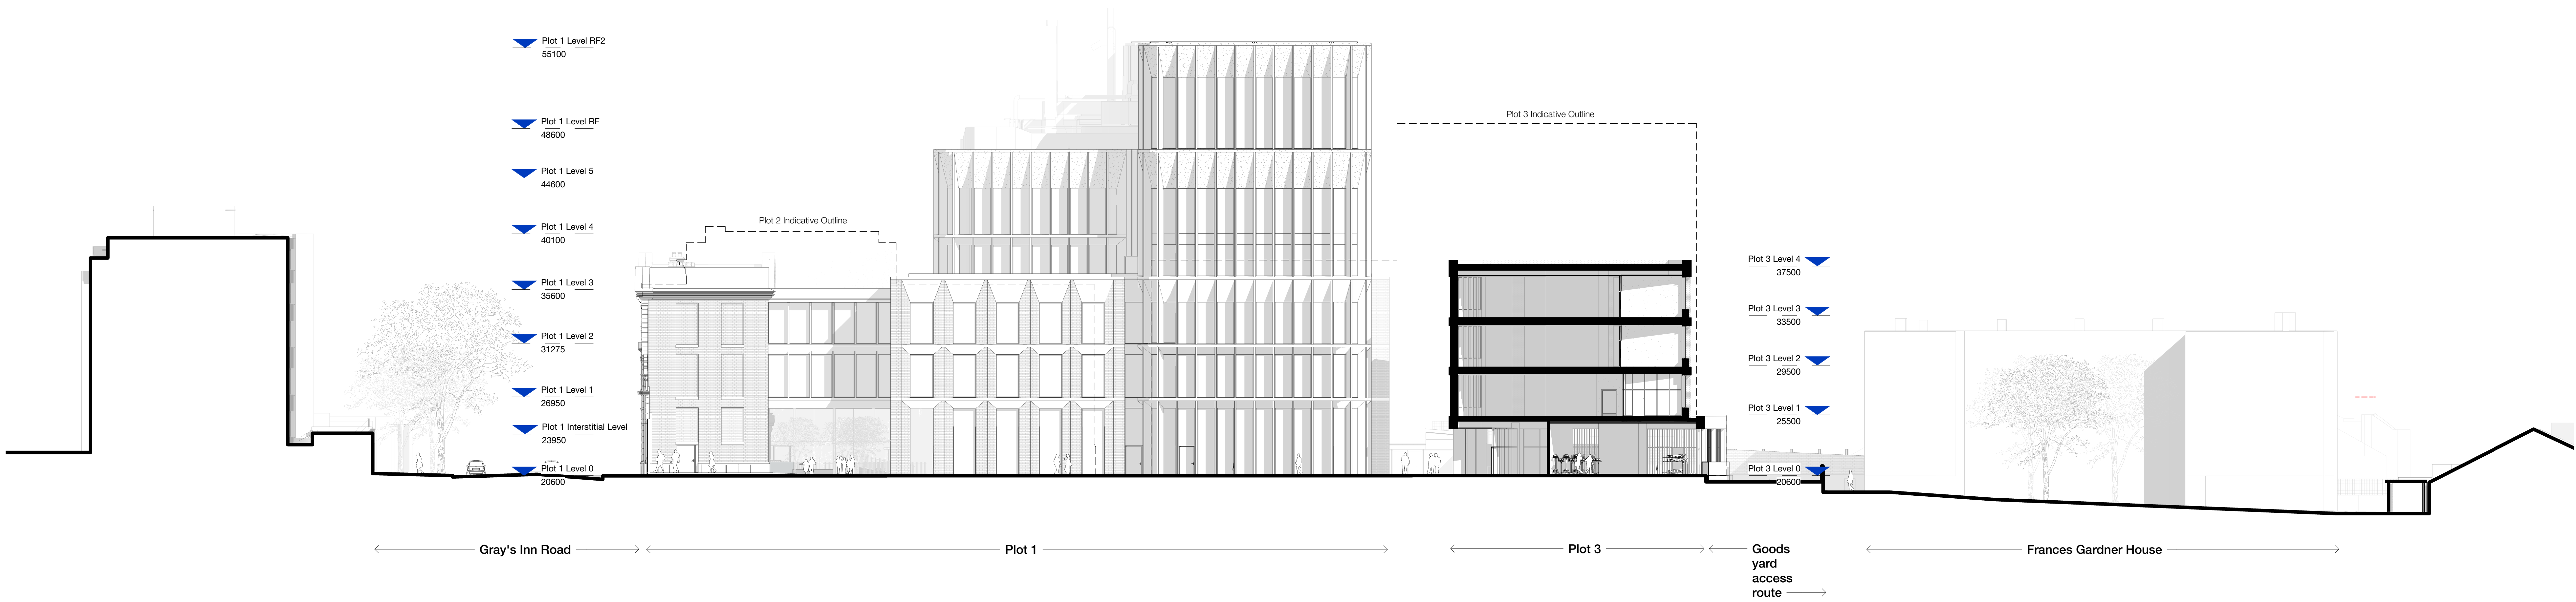 Plot 1 Level RF2
55100
Plot 1 Level RF
48600
Plot 1 Level 5
44600
Plot 1 Level 4
40100
Plot 1 Level 3
35600
Plot 1 Level 2
31275
Plot 1 Level 1
26950
Plot 1 Interstitial Level
23950
Plot 1 Level 0
20600
Plot 2 Indicative Outline
Plot 3 Indicative Outline
Plot 3 Level 4
37500
Plot 3 Level 3
33500
Plot 3 Level 2
29500
Plot 3 Level 1
25500
Plot 3 Level 0
20600
Gray's Inn Road
Plot 1
Plot 3
Goods
yard
access
route
Frances Gardner House